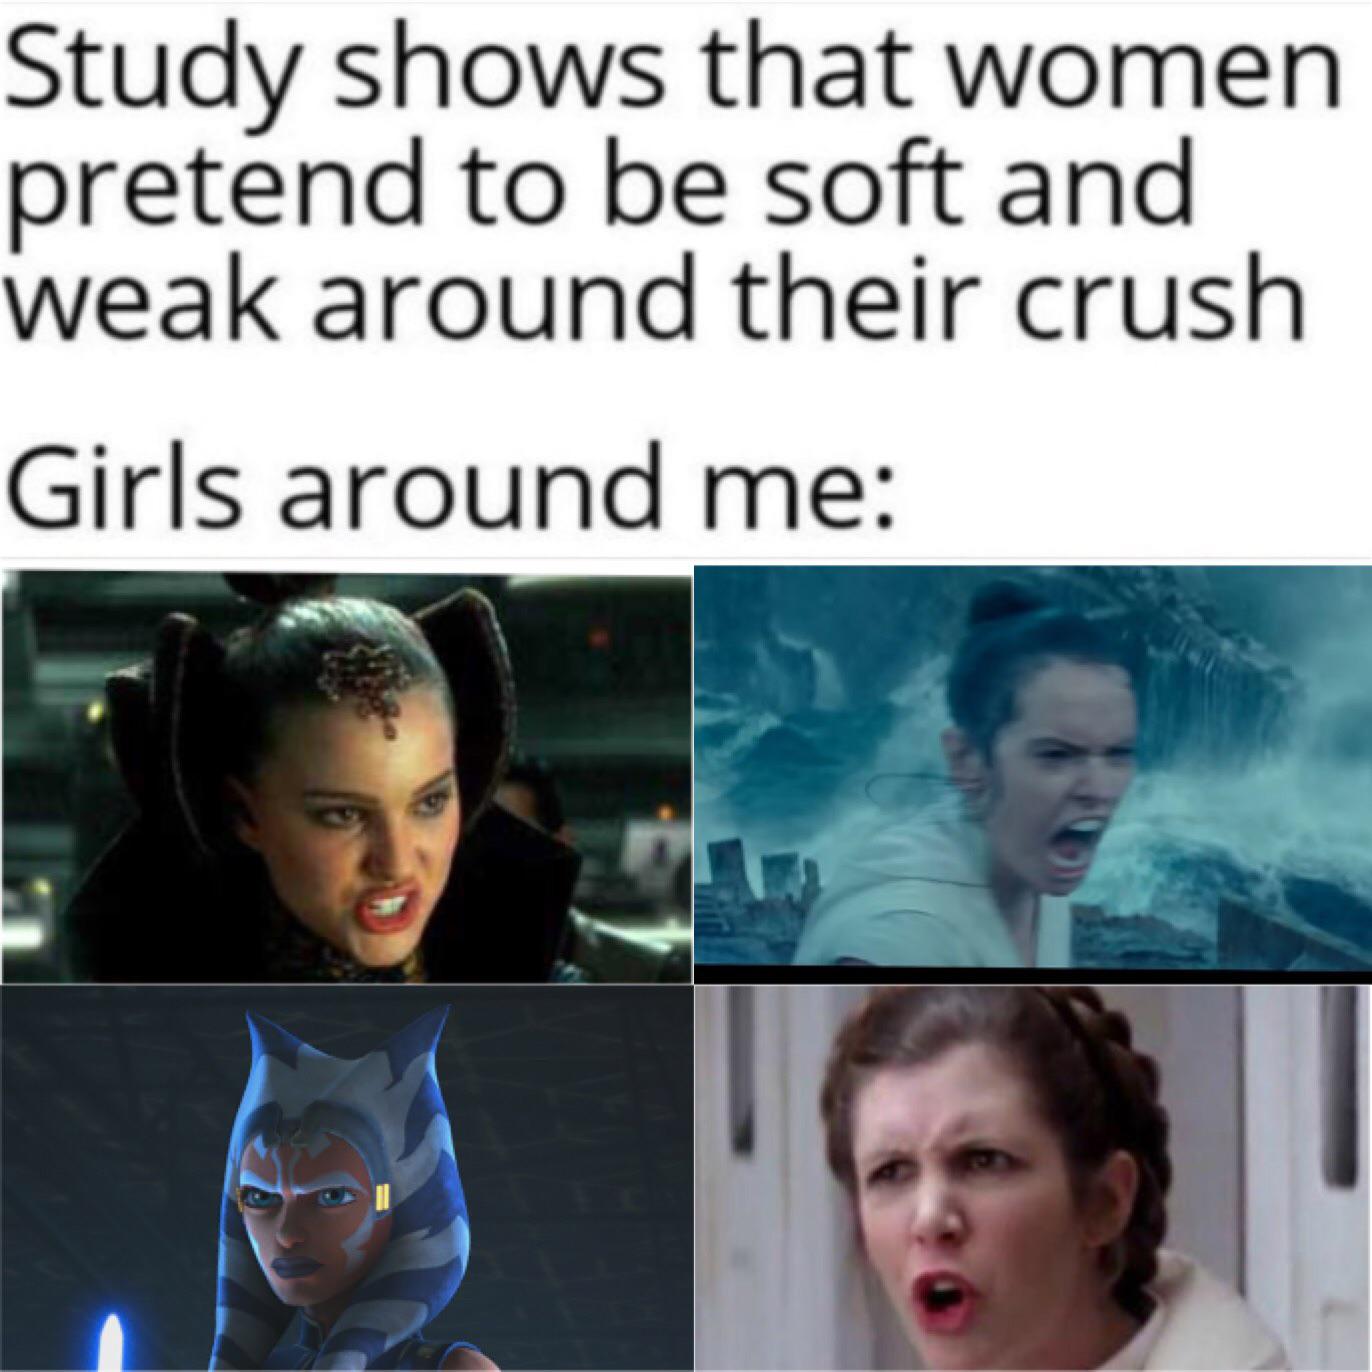 Study shows that women
pretend to be soft and
weak around their crush
Girls around me: